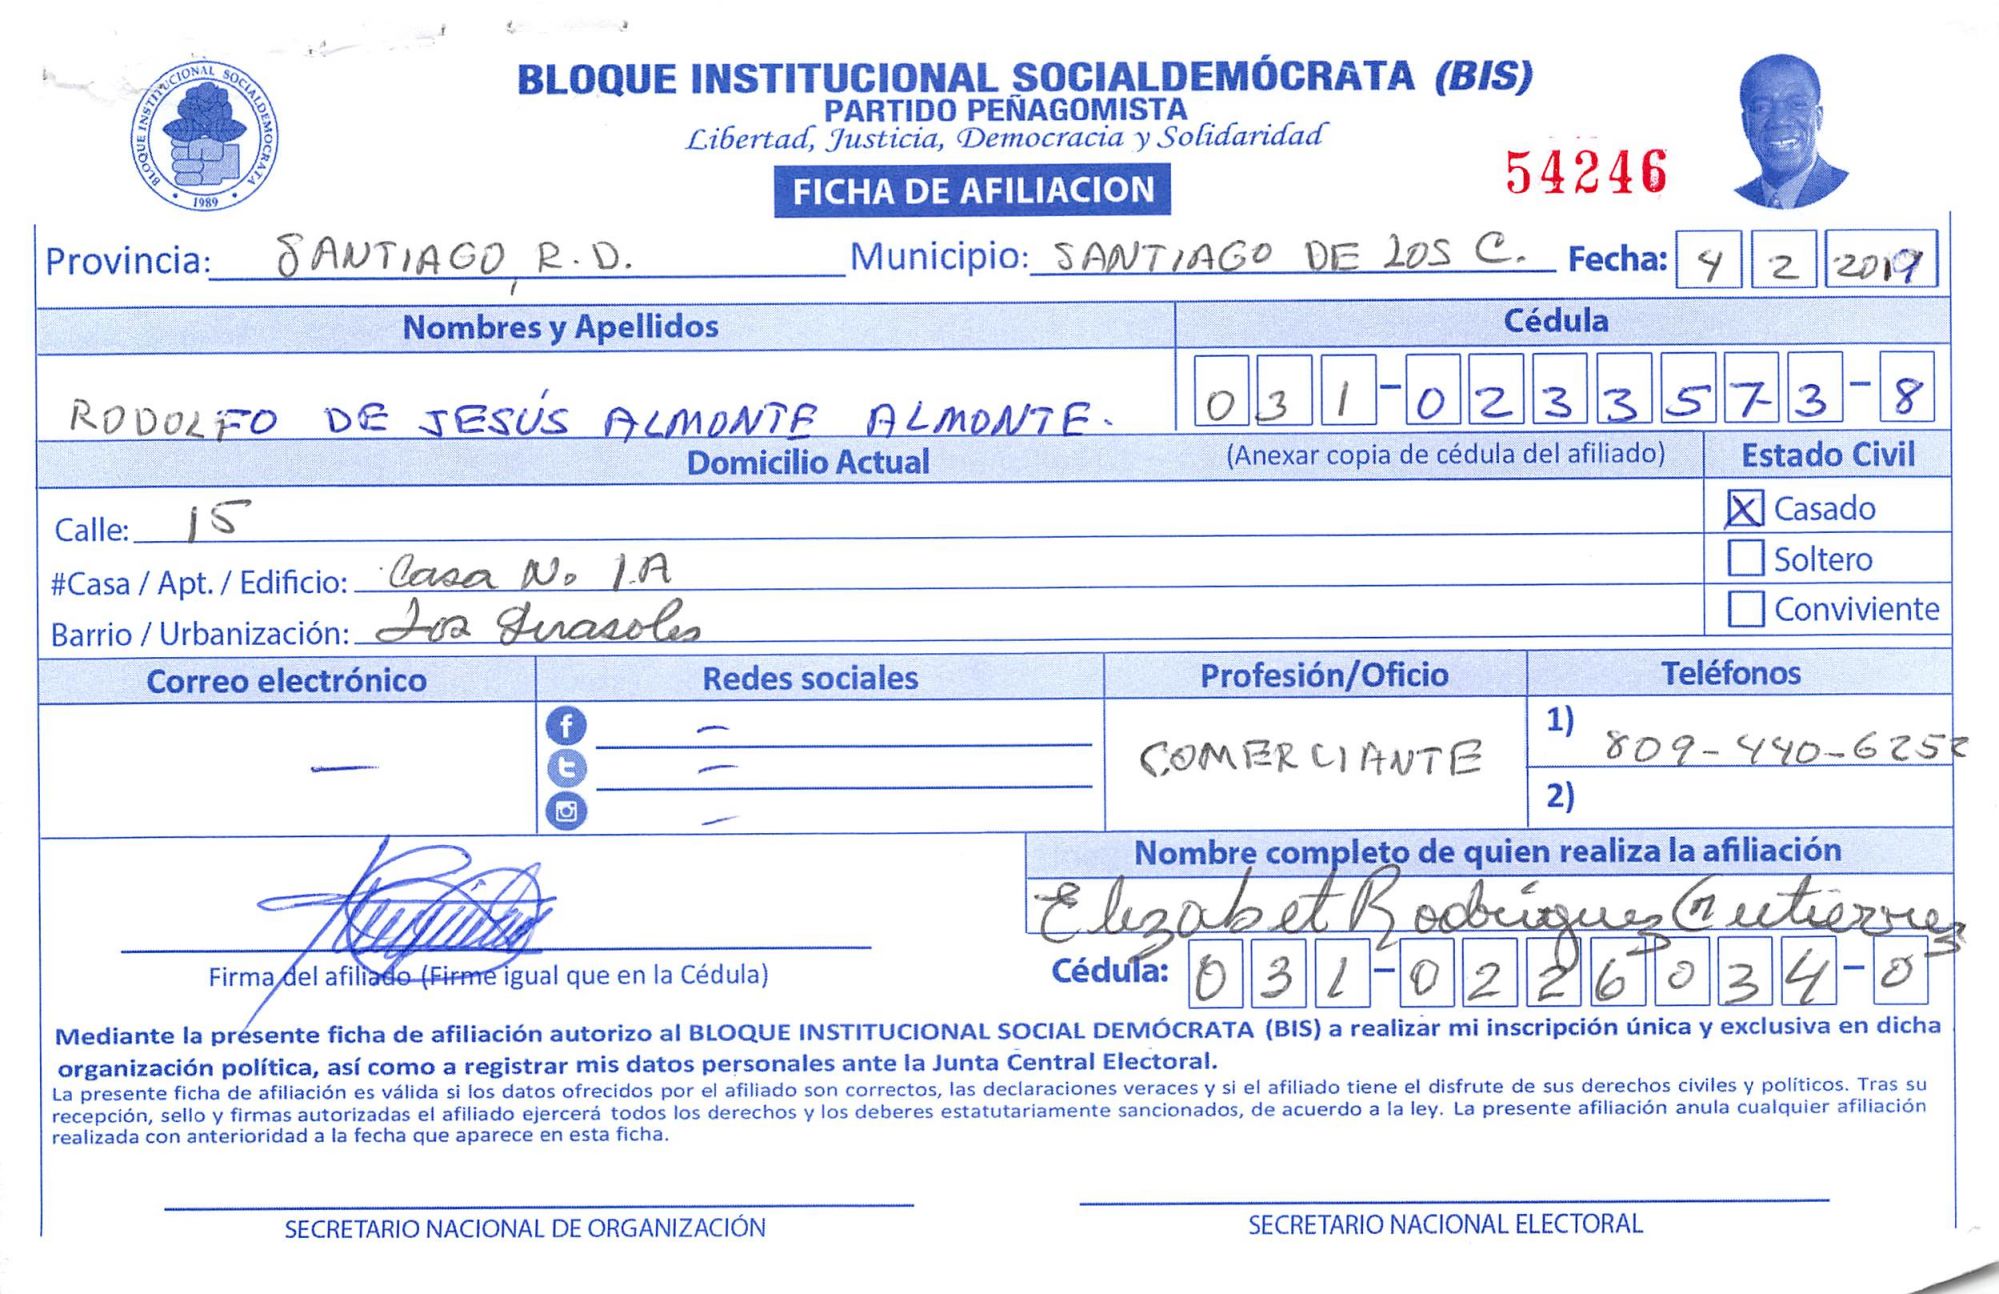 BLOQUE INSTITUCIONAL SOCIALDEMOCRATA
1989
BLOQUE INSTITUCIONAL SOCIALDEMÓCRATA (BIS)
PARTIDO PEÑAGOMISTA
Libertad, Justicia, Democracia y Solidaridad
FICHA DE AFILIACION
54246
Provincia: SANTIAGO, R.D. Municipio: SANTIAGO DE LOS C. Fecha: 4 2 2019
Nombres y Apellidos Cédula
RODOLFO DE JESÚS ALMONTE ALMONTE. 031-0233573-8
Domicilio Actual (Anexar copia de cédula del afiliado) Estado Civil
Calle: 15 X Casado
#Casa / Apt. / Edificio: Casa No 1.A Soltero
Barrio / Urbanización: Los Girasoles Conviviente
Correo electrónico Redes sociales Profesión/Oficio Teléfonos
— – – – COMERCIANTE 1) 809-440-6252
2)
Nombre completo de quien realiza la afiliación
Elizabet Rodríguez Gutiérrez
Firma del afiliado (Firme igual que en la Cédula) Cédula: 031-0226034-0
Mediante la presente ficha de afiliación autorizo al BLOQUE INSTITUCIONAL SOCIAL DEMÓCRATA (BIS) a realizar mi inscripción única y exclusiva en dicha
organización política, así como a registrar mis datos personales ante la Junta Central Electoral.
La presente ficha de afiliación es válida si los datos ofrecidos por el afiliado son correctos, las declaraciones veraces y si el afiliado tiene el disfrute de sus derechos civiles y políticos. Tras su
recepción, sello y firmas autorizadas el afiliado ejercerá todos los derechos y los deberes estatutariamente sancionados, de acuerdo a la ley. La presente afiliación anula cualquier afiliación
realizada con anterioridad a la fecha que aparece en esta ficha.
SECRETARIO NACIONAL DE ORGANIZACIÓN SECRETARIO NACIONAL ELECTORAL